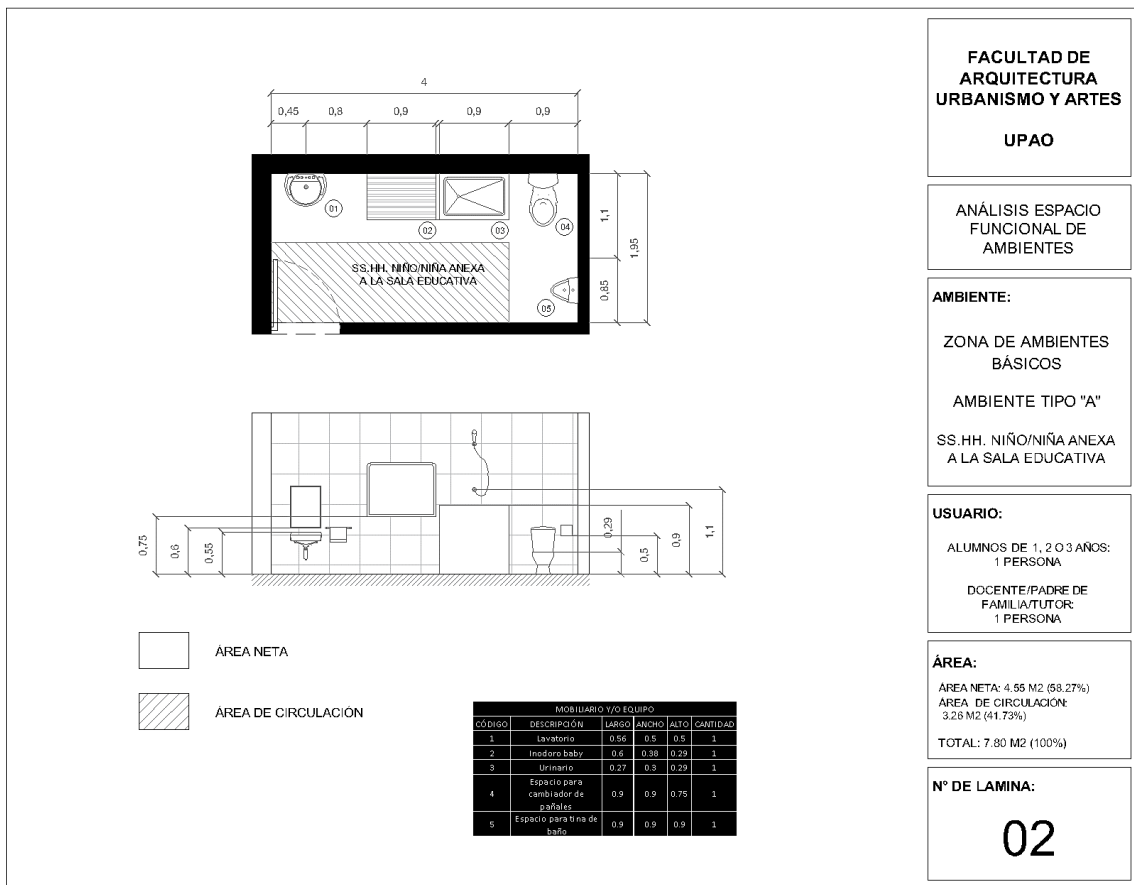 4
0,45 0,8 0,9 0,9 0,9
01
02
03
04
05
SS.HH. NIÑO/NIÑA ANEXA
A LA SALA EDUCATIVA
1,1
0,85
1,95
0,75
0,6
0,55
0,29
0,5
0,9
1,1
ÁREA NETA
ÁREA DE CIRCULACIÓN
MOBILIARIO Y/O EQUIPO
CÓDIGO DESCRIPCIÓN LARGO ANCHO ALTO CANTIDAD
1 Lavatorio 0.56 0.5 0.5 1
2 Inodoro baby 0.6 0.38 0.29 1
3 Urinario 0.27 0.3 0.29 1
4 Espacio para
cambiador de
pañales 0.9 0.9 0.75 1
5 Espacio para tina de
baño 0.9 0.9 0.9 1
FACULTAD DE
ARQUITECTURA
URBANISMO Y ARTES
UPAO
ANÁLISIS ESPACIO
FUNCIONAL DE
AMBIENTES
AMBIENTE:
ZONA DE AMBIENTES
BÁSICOS
AMBIENTE TIPO "A"
SS.HH. NIÑO/NIÑA ANEXA
A LA SALA EDUCATIVA
USUARIO:
ALUMNOS DE 1, 2 O 3 AÑOS:
1 PERSONA
DOCENTE/PADRE DE
FAMILIA/TUTOR:
1 PERSONA
ÁREA:
ÁREA NETA: 4.55 M2 (58.27%)
ÁREA DE CIRCULACIÓN:
3.26 M2 (41.73%)
TOTAL: 7.80 M2 (100%)
N° DE LAMINA:
02